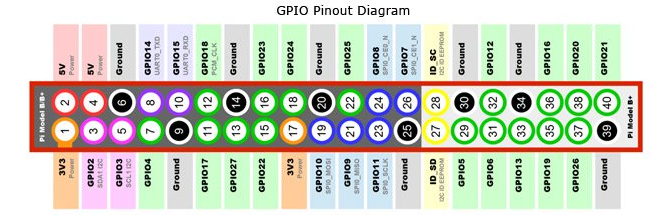 GPIO Pinout Diagram
5V Power
5V Power
Ground
GPIO14 UART0_TXD
GPIO15 UART0_RXD
GPIO18 PCM_CLK
Ground
GPIO23
GPIO24
Ground
GPIO25
GPIO8 SPI0_CE0_N
GPIO7 SPI0_CE1_N
ID_SC I2C ID EEPROM
Ground
GPIO12
Ground
GPIO16
GPIO20
GPIO21
Pi Model B/B+
2 4 6 8 10 12 14 16 18 20 22 24 26 28 30 32 34 36 38 40
1 3 5 7 9 11 13 15 17 19 21 23 25 27 29 31 33 35 37 39
Pi Model B+
3V3 Power
GPIO2 SDA1 I2C
GPIO3 SCL1 I2C
GPIO4
Ground
GPIO17
GPIO27
GPIO22
3V3 Power
GPIO10 SPI0_MOSI
GPIO9 SPI0_MISO
GPIO11 SPI0_SCLK
Ground
ID_SD I2C ID EEPROM
GPIO5
GPIO6
GPIO13
GPIO19
GPIO26
Ground